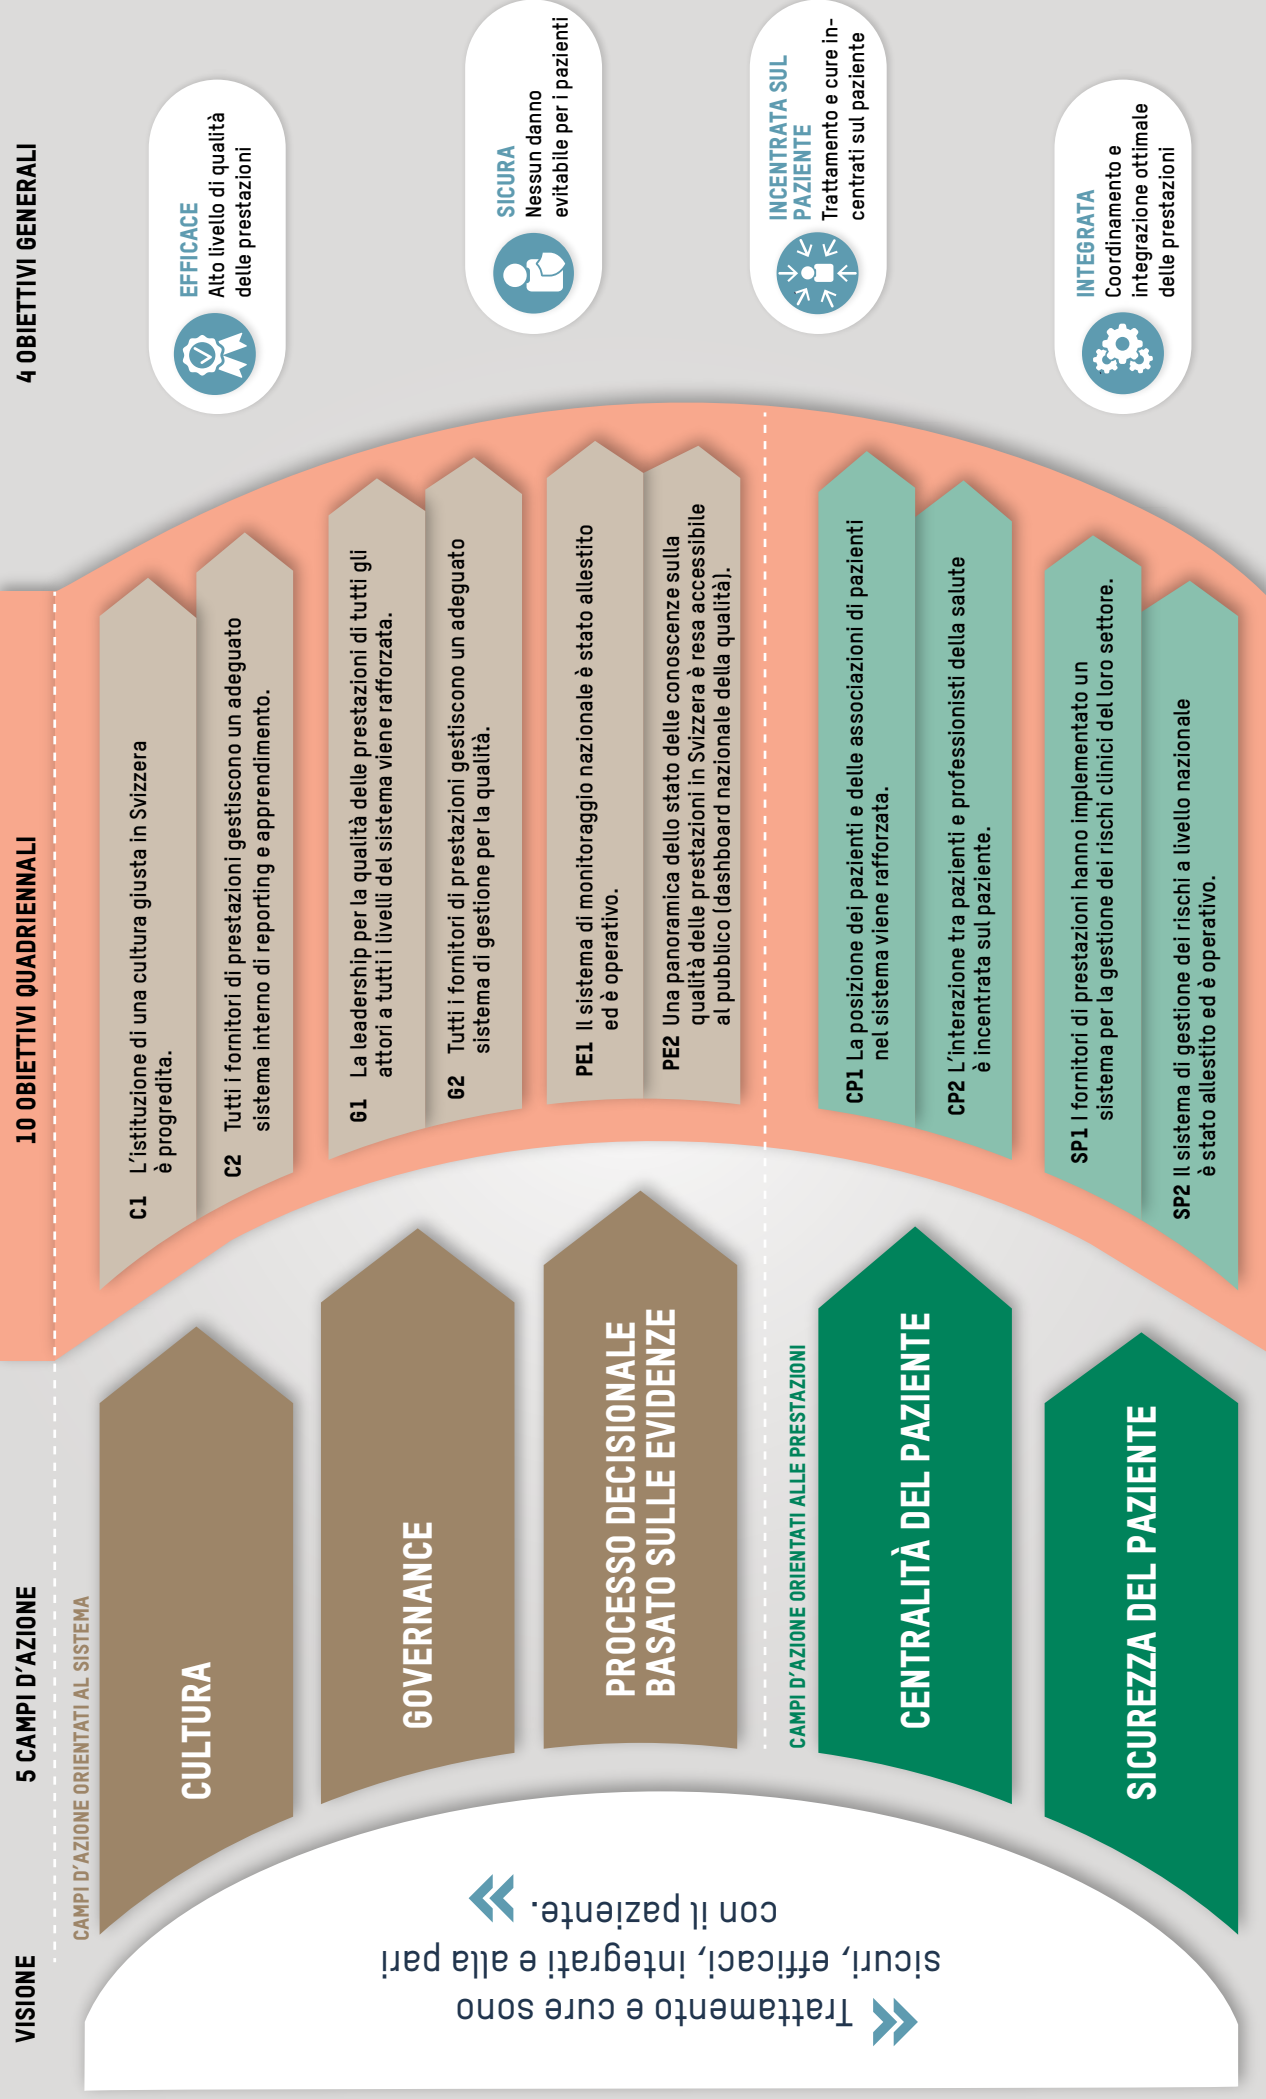 VISIONE
5 CAMPI D'AZIONE
10 OBIETTIVI QUADRIENNALI
4 OBIETTIVI GENERALI
« Trattamento e cure sono
sicuri, efficaci, integrati e alla pari
con il paziente. »
CAMPI D'AZIONE ORIENTATI AL SISTEMA
CULTURA
GOVERNANCE
PROCESSO DECISIONALE
BASATO SULLE EVIDENZE
CAMPI D'AZIONE ORIENTATI ALLE PRESTAZIONI
CENTRALITÀ DEL PAZIENTE
SICUREZZA DEL PAZIENTE
C1 L'istituzione di una cultura giusta in Svizzera
è progredita.
C2 Tutti i fornitori di prestazioni gestiscono un adeguato
sistema interno di reporting e apprendimento.
G1 La leadership per la qualità delle prestazioni di tutti gli
attori a tutti i livelli del sistema viene rafforzata.
G2 Tutti i fornitori di prestazioni gestiscono un adeguato
sistema di gestione per la qualità.
PE1 Il sistema di monitoraggio nazionale è stato allestito
ed è operativo.
PE2 Una panoramica dello stato delle conoscenze sulla
qualità delle prestazioni in Svizzera è resa accessibile
al pubblico (dashboard nazionale della qualità).
CP1 La posizione dei pazienti e delle associazioni di pazienti
nel sistema viene rafforzata.
CP2 L'interazione tra pazienti e professionisti della salute
è incentrata sul paziente.
SP1 I fornitori di prestazioni hanno implementato un
sistema per la gestione dei rischi clinici del loro settore.
SP2 Il sistema di gestione dei rischi a livello nazionale
è stato allestito ed è operativo.
EFFICACE
Alto livello di qualità
delle prestazioni
SICURA
Nessun danno
evitabile per i pazienti
INCENTRATA SUL
PAZIENTE
Trattamento e cure in-
centrati sul paziente
INTEGRATA
Coordinamento e
integrazione ottimale
delle prestazioni